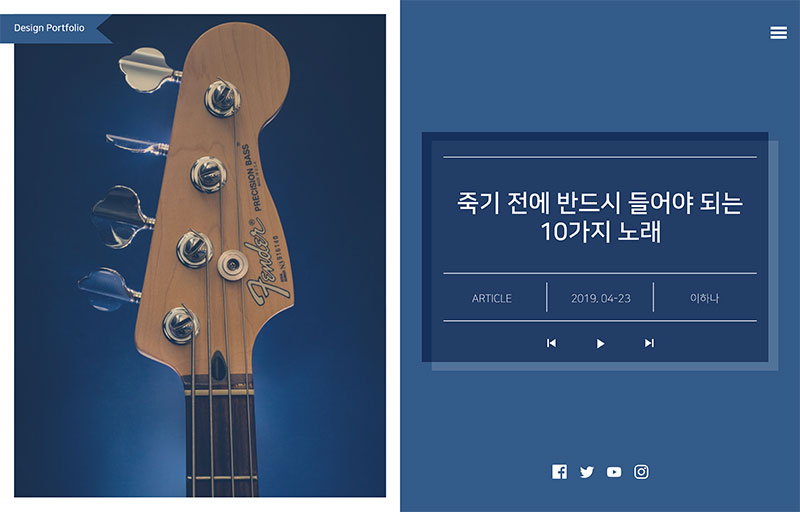 Design Portfolio
PRECISION BASS
Fender
죽기 전에 반드시 들어야 되는
10가지 노래
ARTICLE
2019. 04-23
이하나